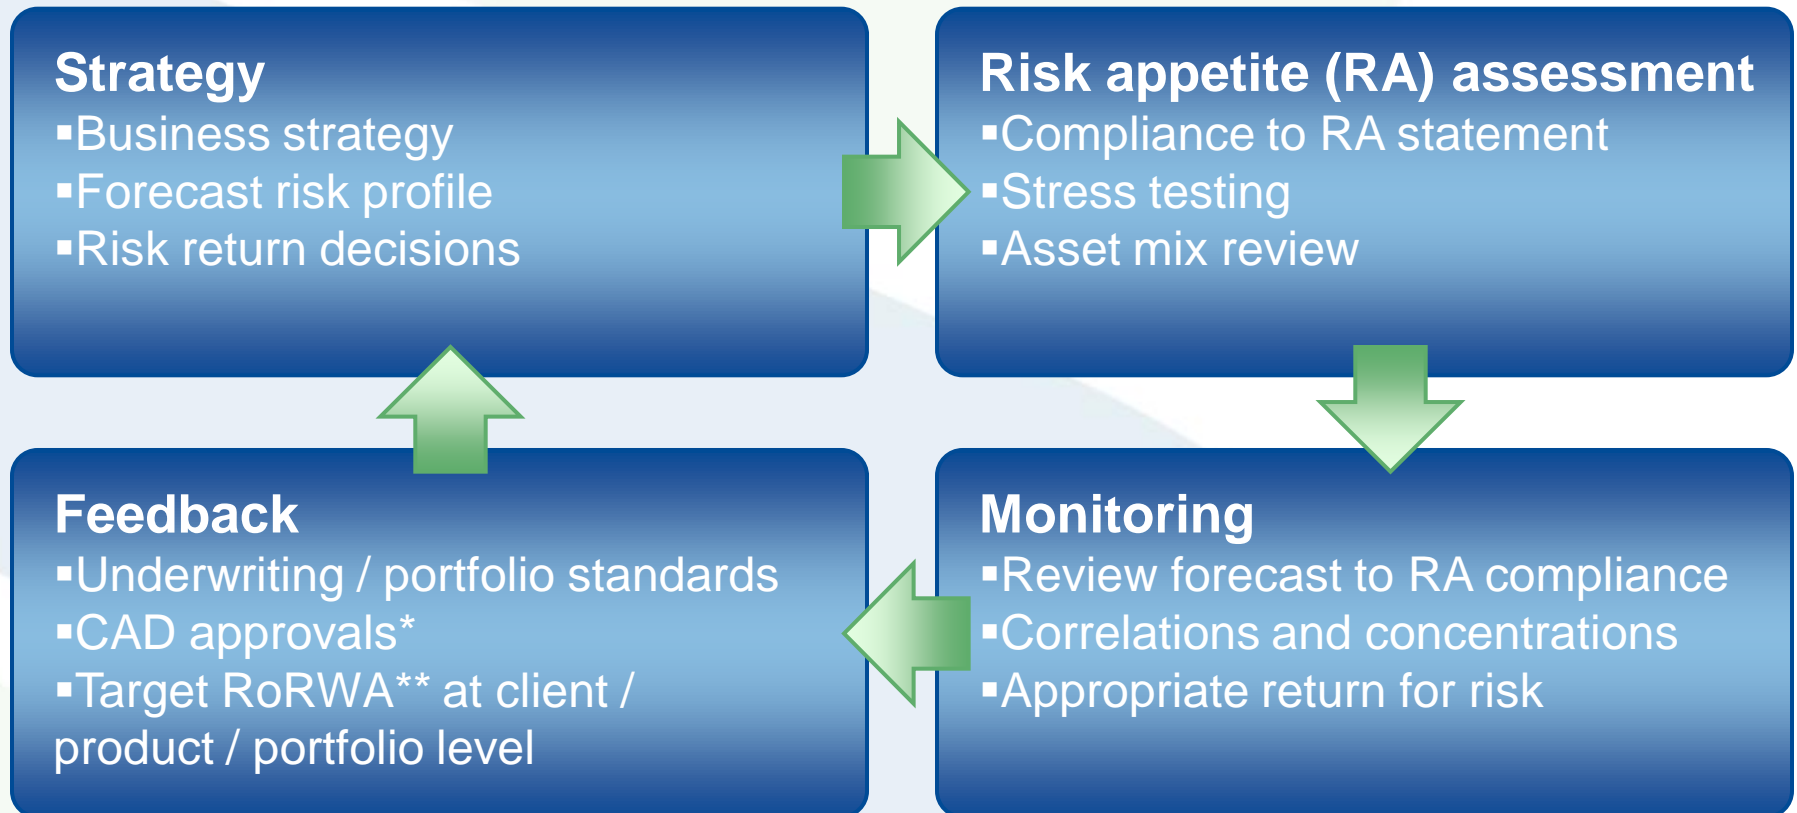 Strategy
▪Business strategy
▪Forecast risk profile
▪Risk return decisions
Risk appetite (RA) assessment
▪Compliance to RA statement
▪Stress testing
▪Asset mix review
Feedback
▪Underwriting / portfolio standards
▪CAD approvals*
▪Target RoRWA** at client /
product / portfolio level
Monitoring
▪Review forecast to RA compliance
▪Correlations and concentrations
▪Appropriate return for risk